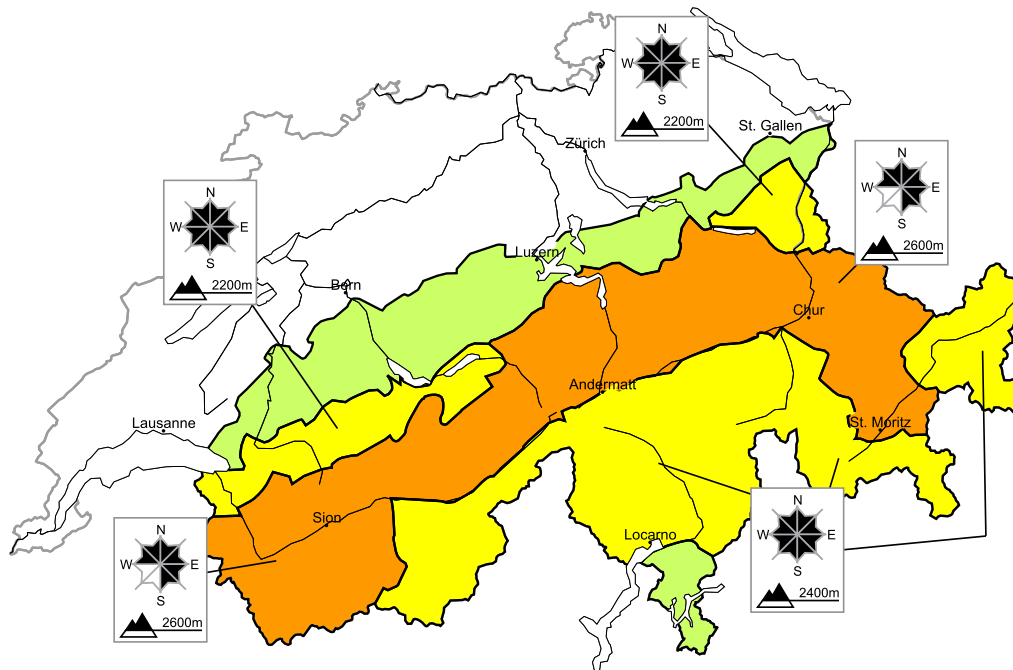 N
W E
S
2200m
St. Gallen
Zürich
N
W E
S
2600m
N
W E
S
2200m
Luzern
Bern
Chur
Andermatt
Lausanne
St. Moritz
N
W E
S
2400m
Sion
Locarno
N
W E
S
2600m